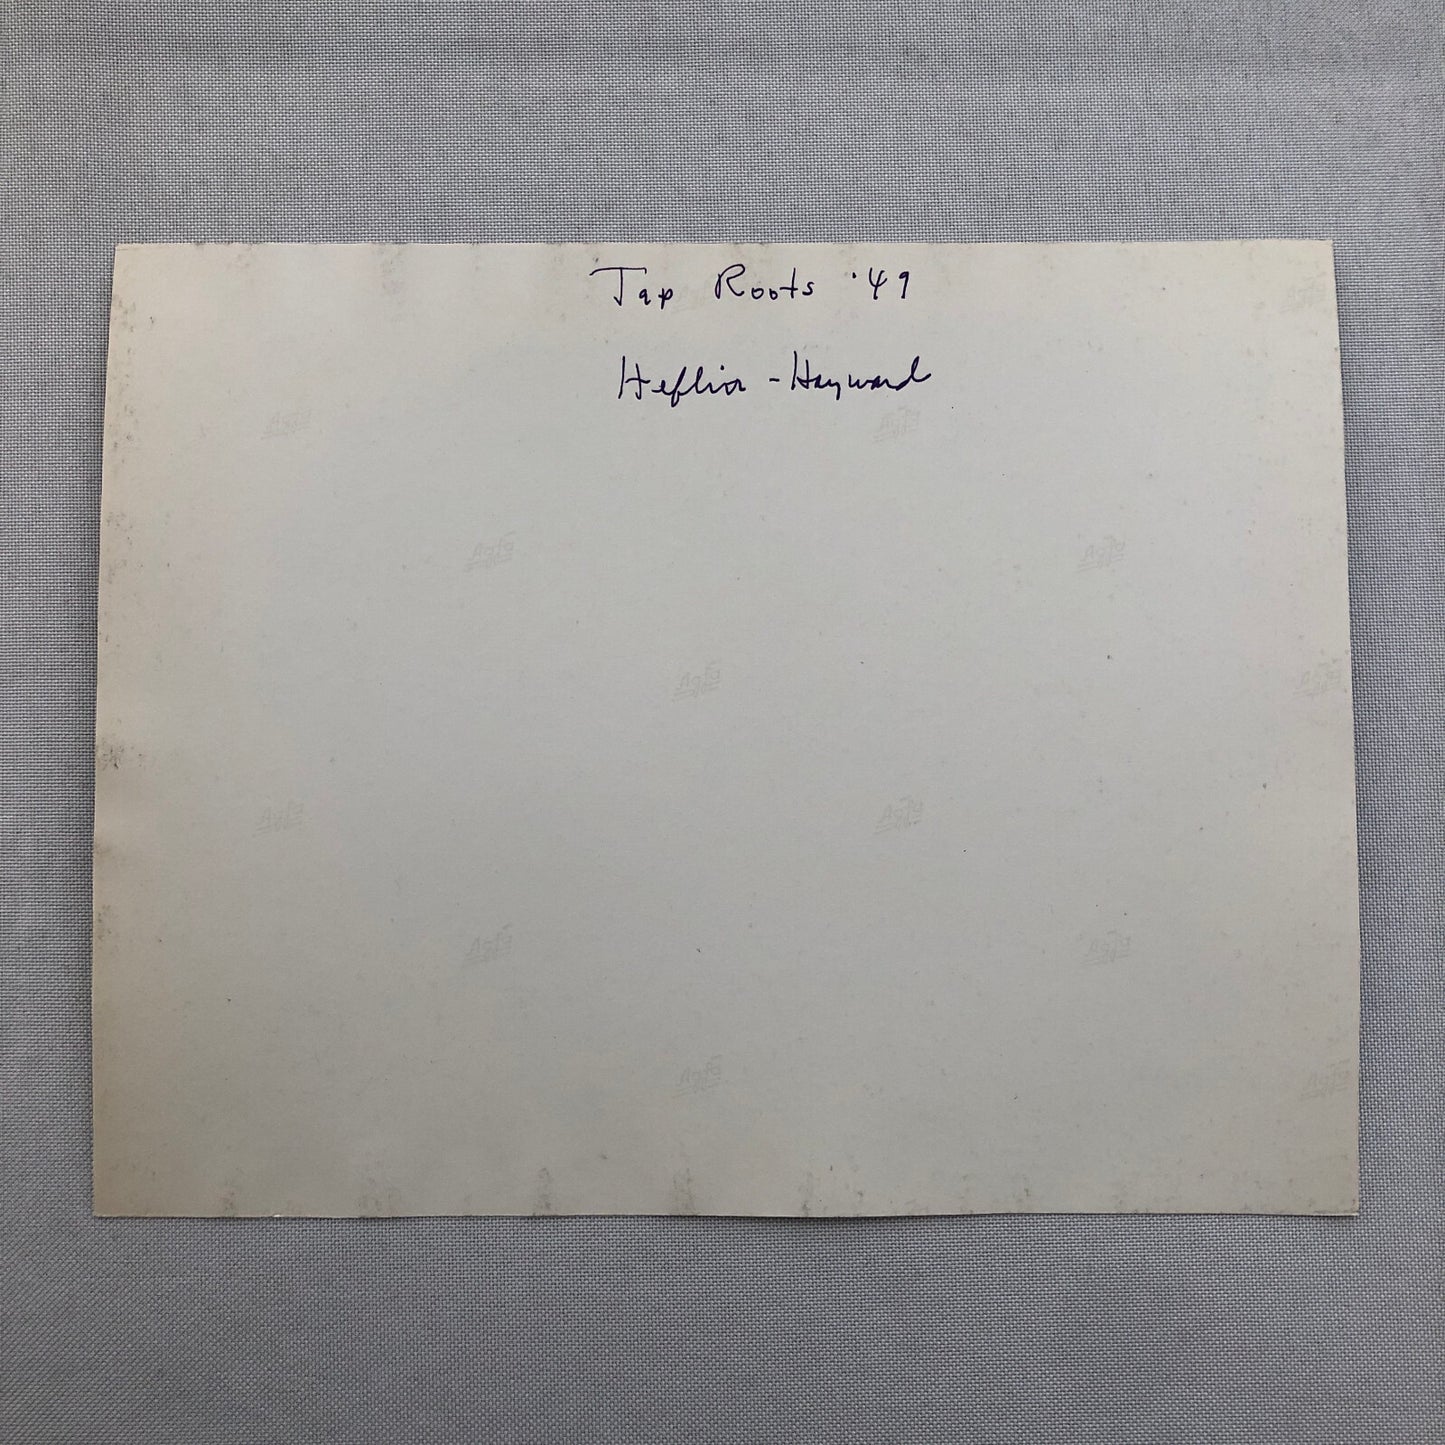 Tap Roots '49
Heflin - Hayward